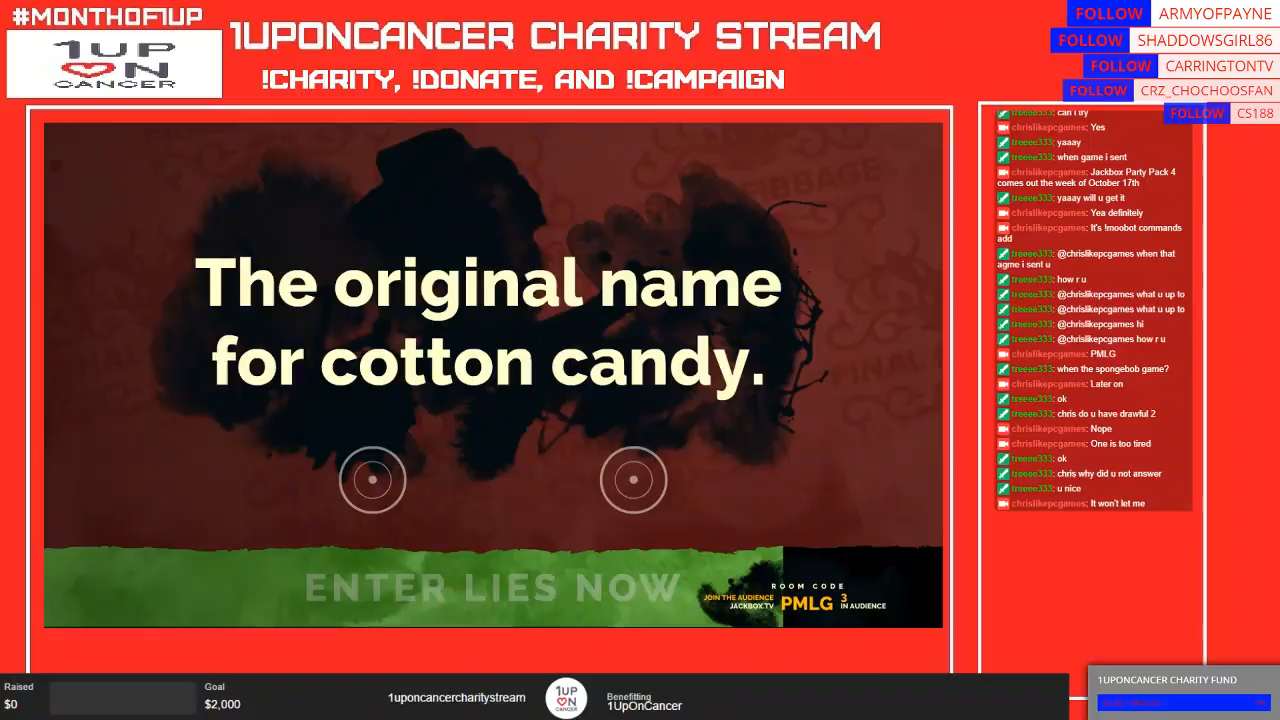 #MONTHOF1UP
1UP
ON
CANCER
1UPONCANCER CHARITY STREAM
!CHARITY, !DONATE, AND !CAMPAIGN
FOLLOW ARMYOFPAYNE
FOLLOW SHADOWSGIRL86
FOLLOW CARRINGTONTV
FOLLOW CRZ_CHOCHOOSFAN
FOLLOW CS188
The original name
for cotton candy.
ENTER LIES NOW
ROOM CODE
JOIN THE AUDIENCE
JACKBOX.TV
PMLG
3
IN AUDIENCE
treeee333: can i try
chrislikepcgames: Yes
treeee333: yaaay
treeee333: when game i sent
chrislikepcgames: Jackbox Party Pack 4
comes out the week of October 17th
treeee333: yaaay will u get it
chrislikepcgames: Yea definitely
chrislikepcgames: It's !moobot commands
add
treeee333: @chrislikepcgames when that
agme i sent u
treeee333: how r u
treeee333: @chrislikepcgames what u up to
treeee333: @chrislikepcgames what u up to
treeee333: @chrislikepcgames hi
treeee333: @chrislikepcgames how r u
chrislikepcgames: PMLG
treeee333: when the spongebob game?
chrislikepcgames: Later on
treeee333: ok
treeee333: chris do u have drawful 2
chrislikepcgames: Nope
chrislikepcgames: One is too tired
treeee333: ok
treeee333: chris why did u not answer
treeee333: u nice
chrislikepcgames: It won't let me
Raised
$0
Goal
$2,000
1uponcancercharitystream
1UP
ON
CANCER
Benefitting
1UpOnCancer
1UPONCANCER CHARITY FUND